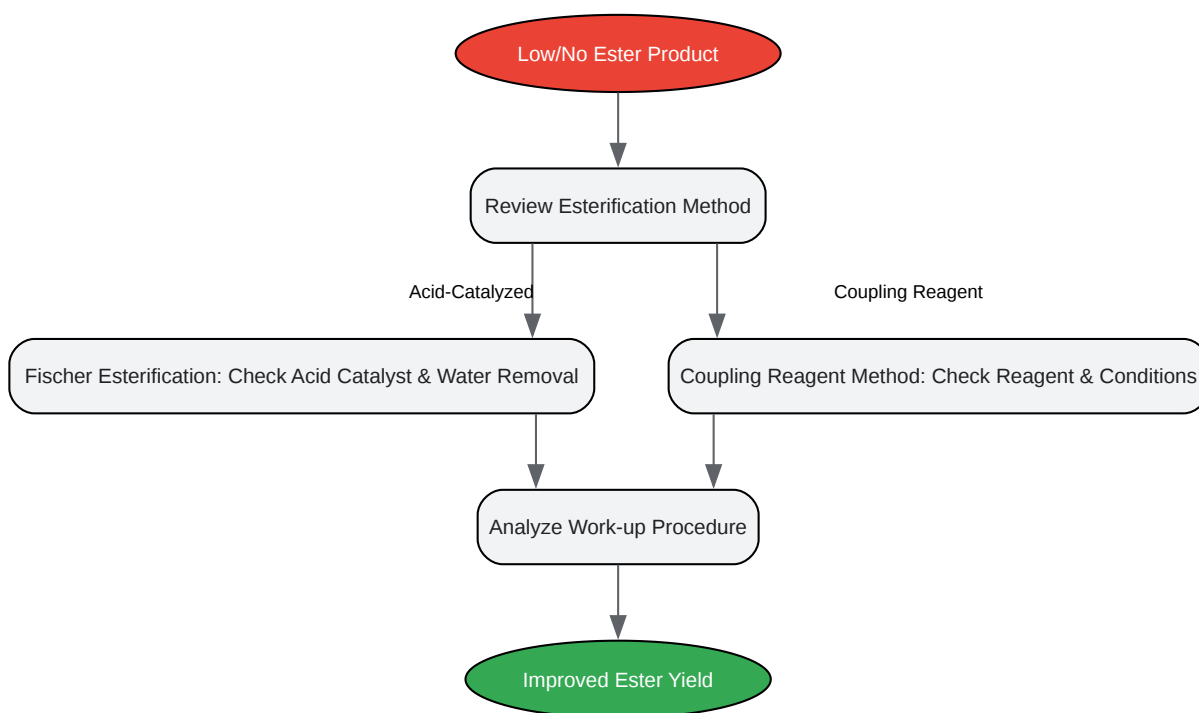 Low/No Ester Product
Review Esterification Method
Acid-Catalyzed
Coupling Reagent
Fischer Esterification: Check Acid Catalyst & Water Removal
Coupling Reagent Method: Check Reagent & Conditions
Analyze Work-up Procedure
Improved Ester Yield